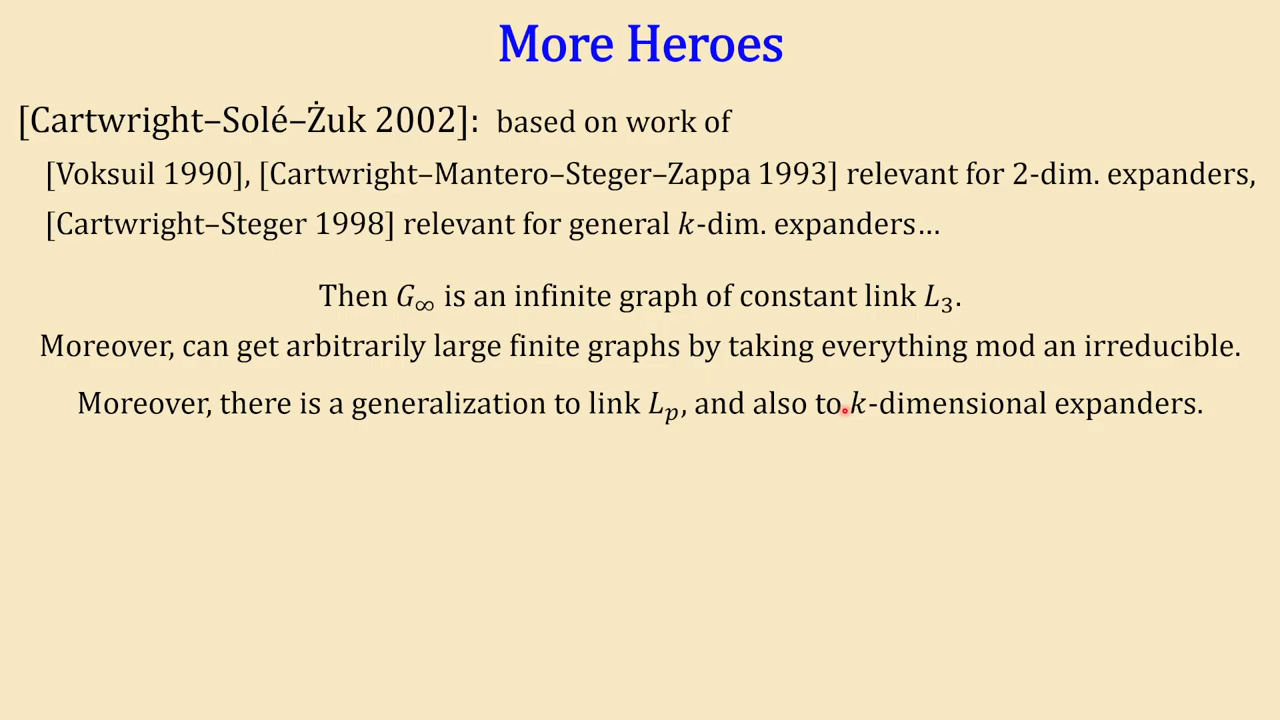 More Heroes
[Cartwright–Solé–Żuk 2002]: based on work of
[Voksuil 1990], [Cartwright–Mantero–Steger–Zappa 1993] relevant for 2-dim. expanders,
[Cartwright–Steger 1998] relevant for general k-dim. expanders…
Then G∞ is an infinite graph of constant link L₃.
Moreover, can get arbitrarily large finite graphs by taking everything mod an irreducible.
Moreover, there is a generalization to link Lₚ, and also to k-dimensional expanders.